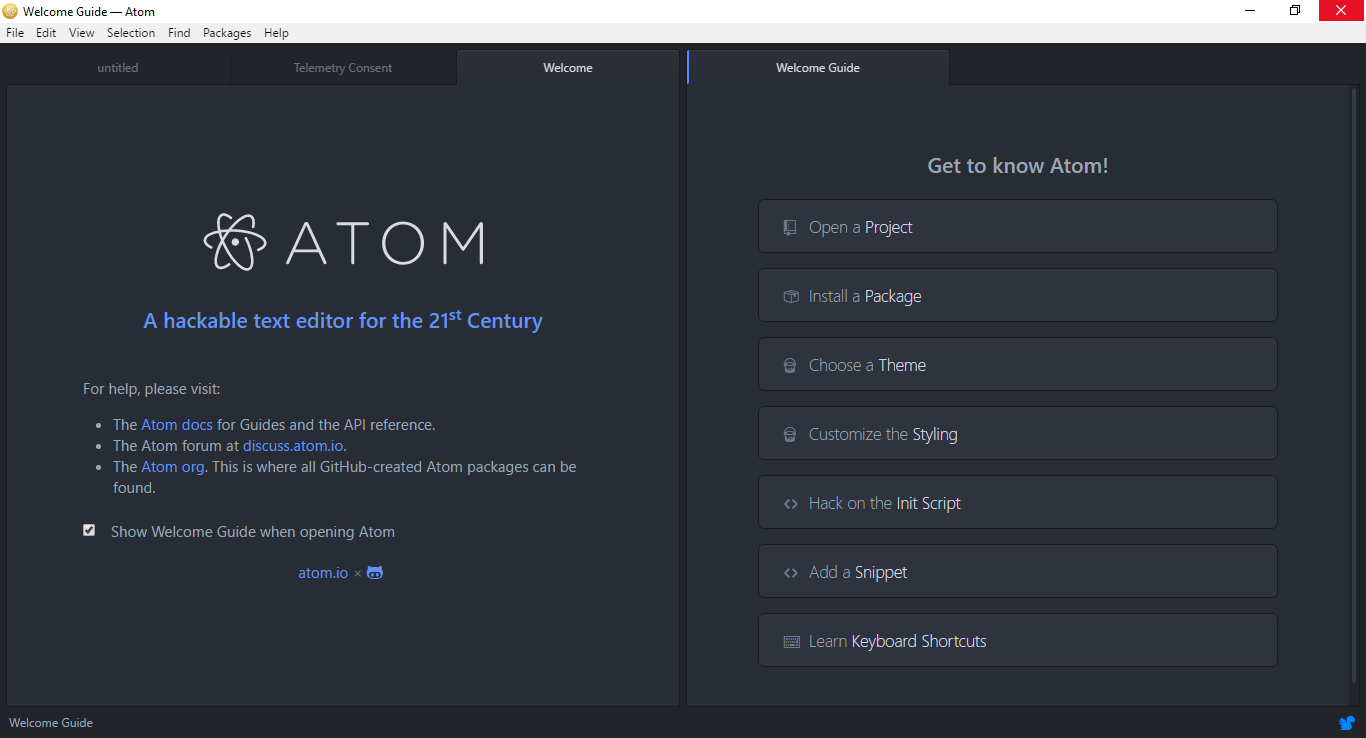 Welcome Guide — Atom
File Edit View Selection Find Packages Help
untitled
Telemetry Consent
Welcome
Welcome Guide
ATOM
A hackable text editor for the 21st Century
For help, please visit:
• The Atom docs for Guides and the API reference.
• The Atom forum at discuss.atom.io.
• The Atom org. This is where all GitHub-created Atom packages can be
found.
Show Welcome Guide when opening Atom
atom.io ×
Get to know Atom!
Open a Project
Install a Package
Choose a Theme
Customize the Styling
Hack on the Init Script
Add a Snippet
Learn Keyboard Shortcuts
Welcome Guide